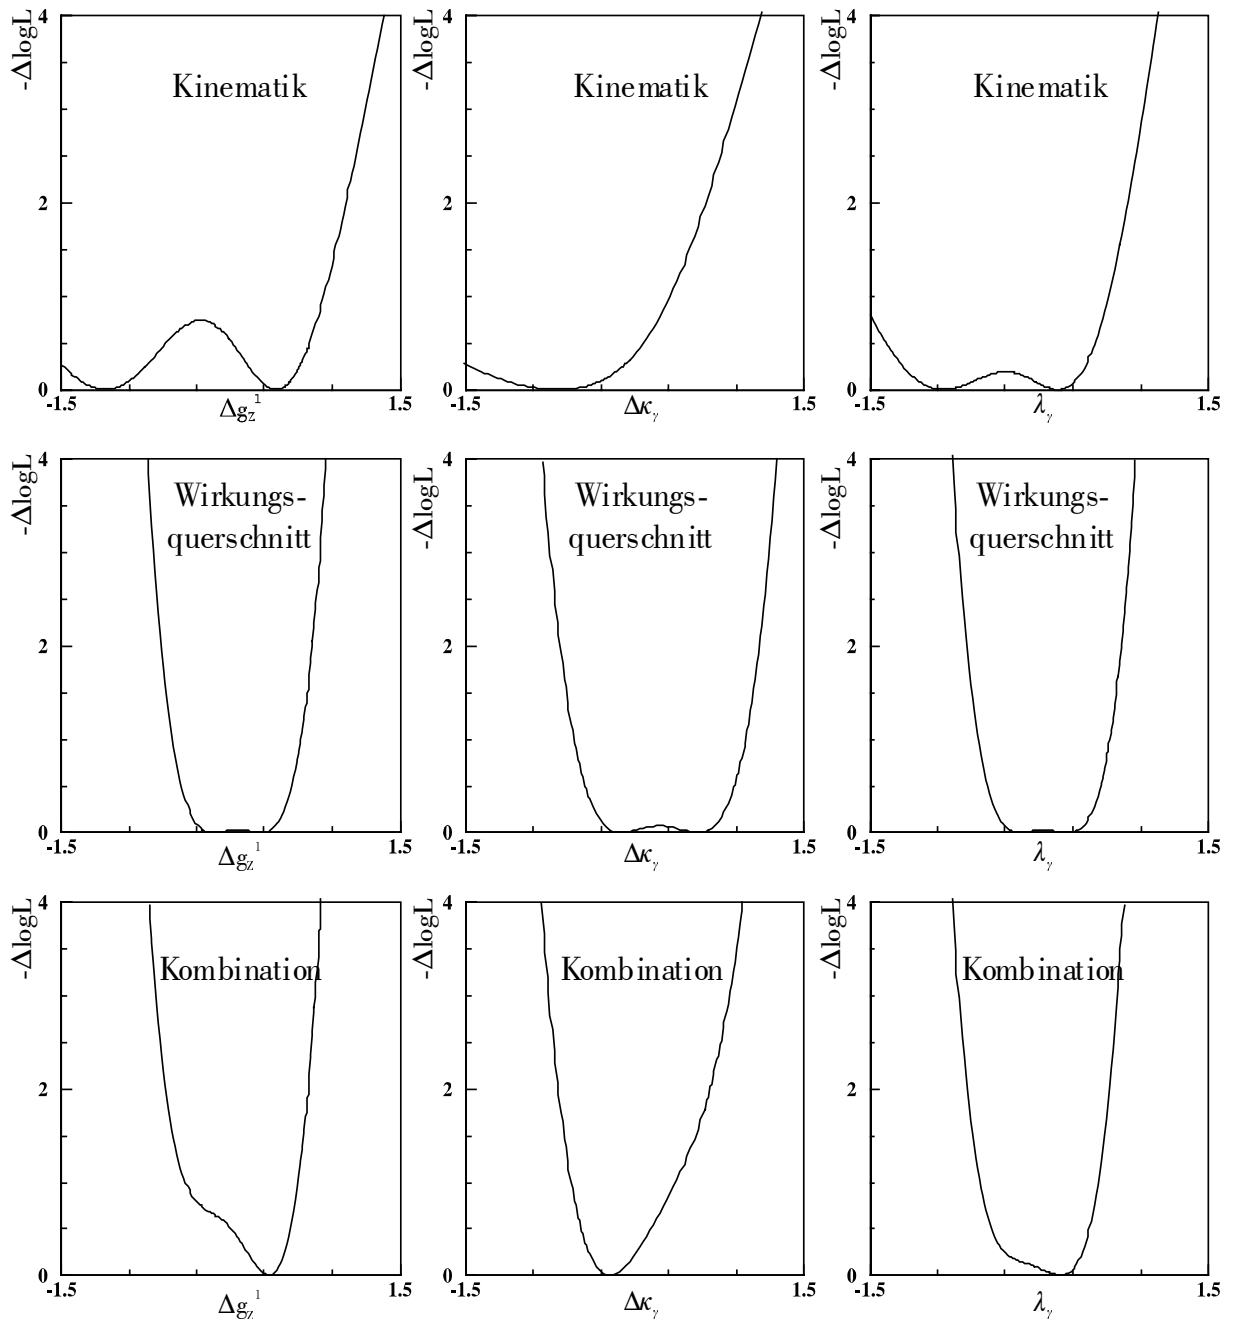 -ΔlogL
4
Kinematik
2
0
-1.5 1.5
Δg_Z^1
-ΔlogL
4
Kinematik
2
0
-1.5 1.5
Δκ_γ
-ΔlogL
4
Kinematik
2
0
-1.5 1.5
λ_γ
-ΔlogL
4
Wirkungs-
querschnitt
2
0
-1.5 1.5
Δg_Z^1
-ΔlogL
4
Wirkungs-
querschnitt
2
0
-1.5 1.5
Δκ_γ
-ΔlogL
4
Wirkungs-
querschnitt
2
0
-1.5 1.5
λ_γ
-ΔlogL
4
Kombination
2
0
-1.5 1.5
Δg_Z^1
-ΔlogL
4
Kombination
2
0
-1.5 1.5
Δκ_γ
-ΔlogL
4
Kombination
2
0
-1.5 1.5
λ_γ